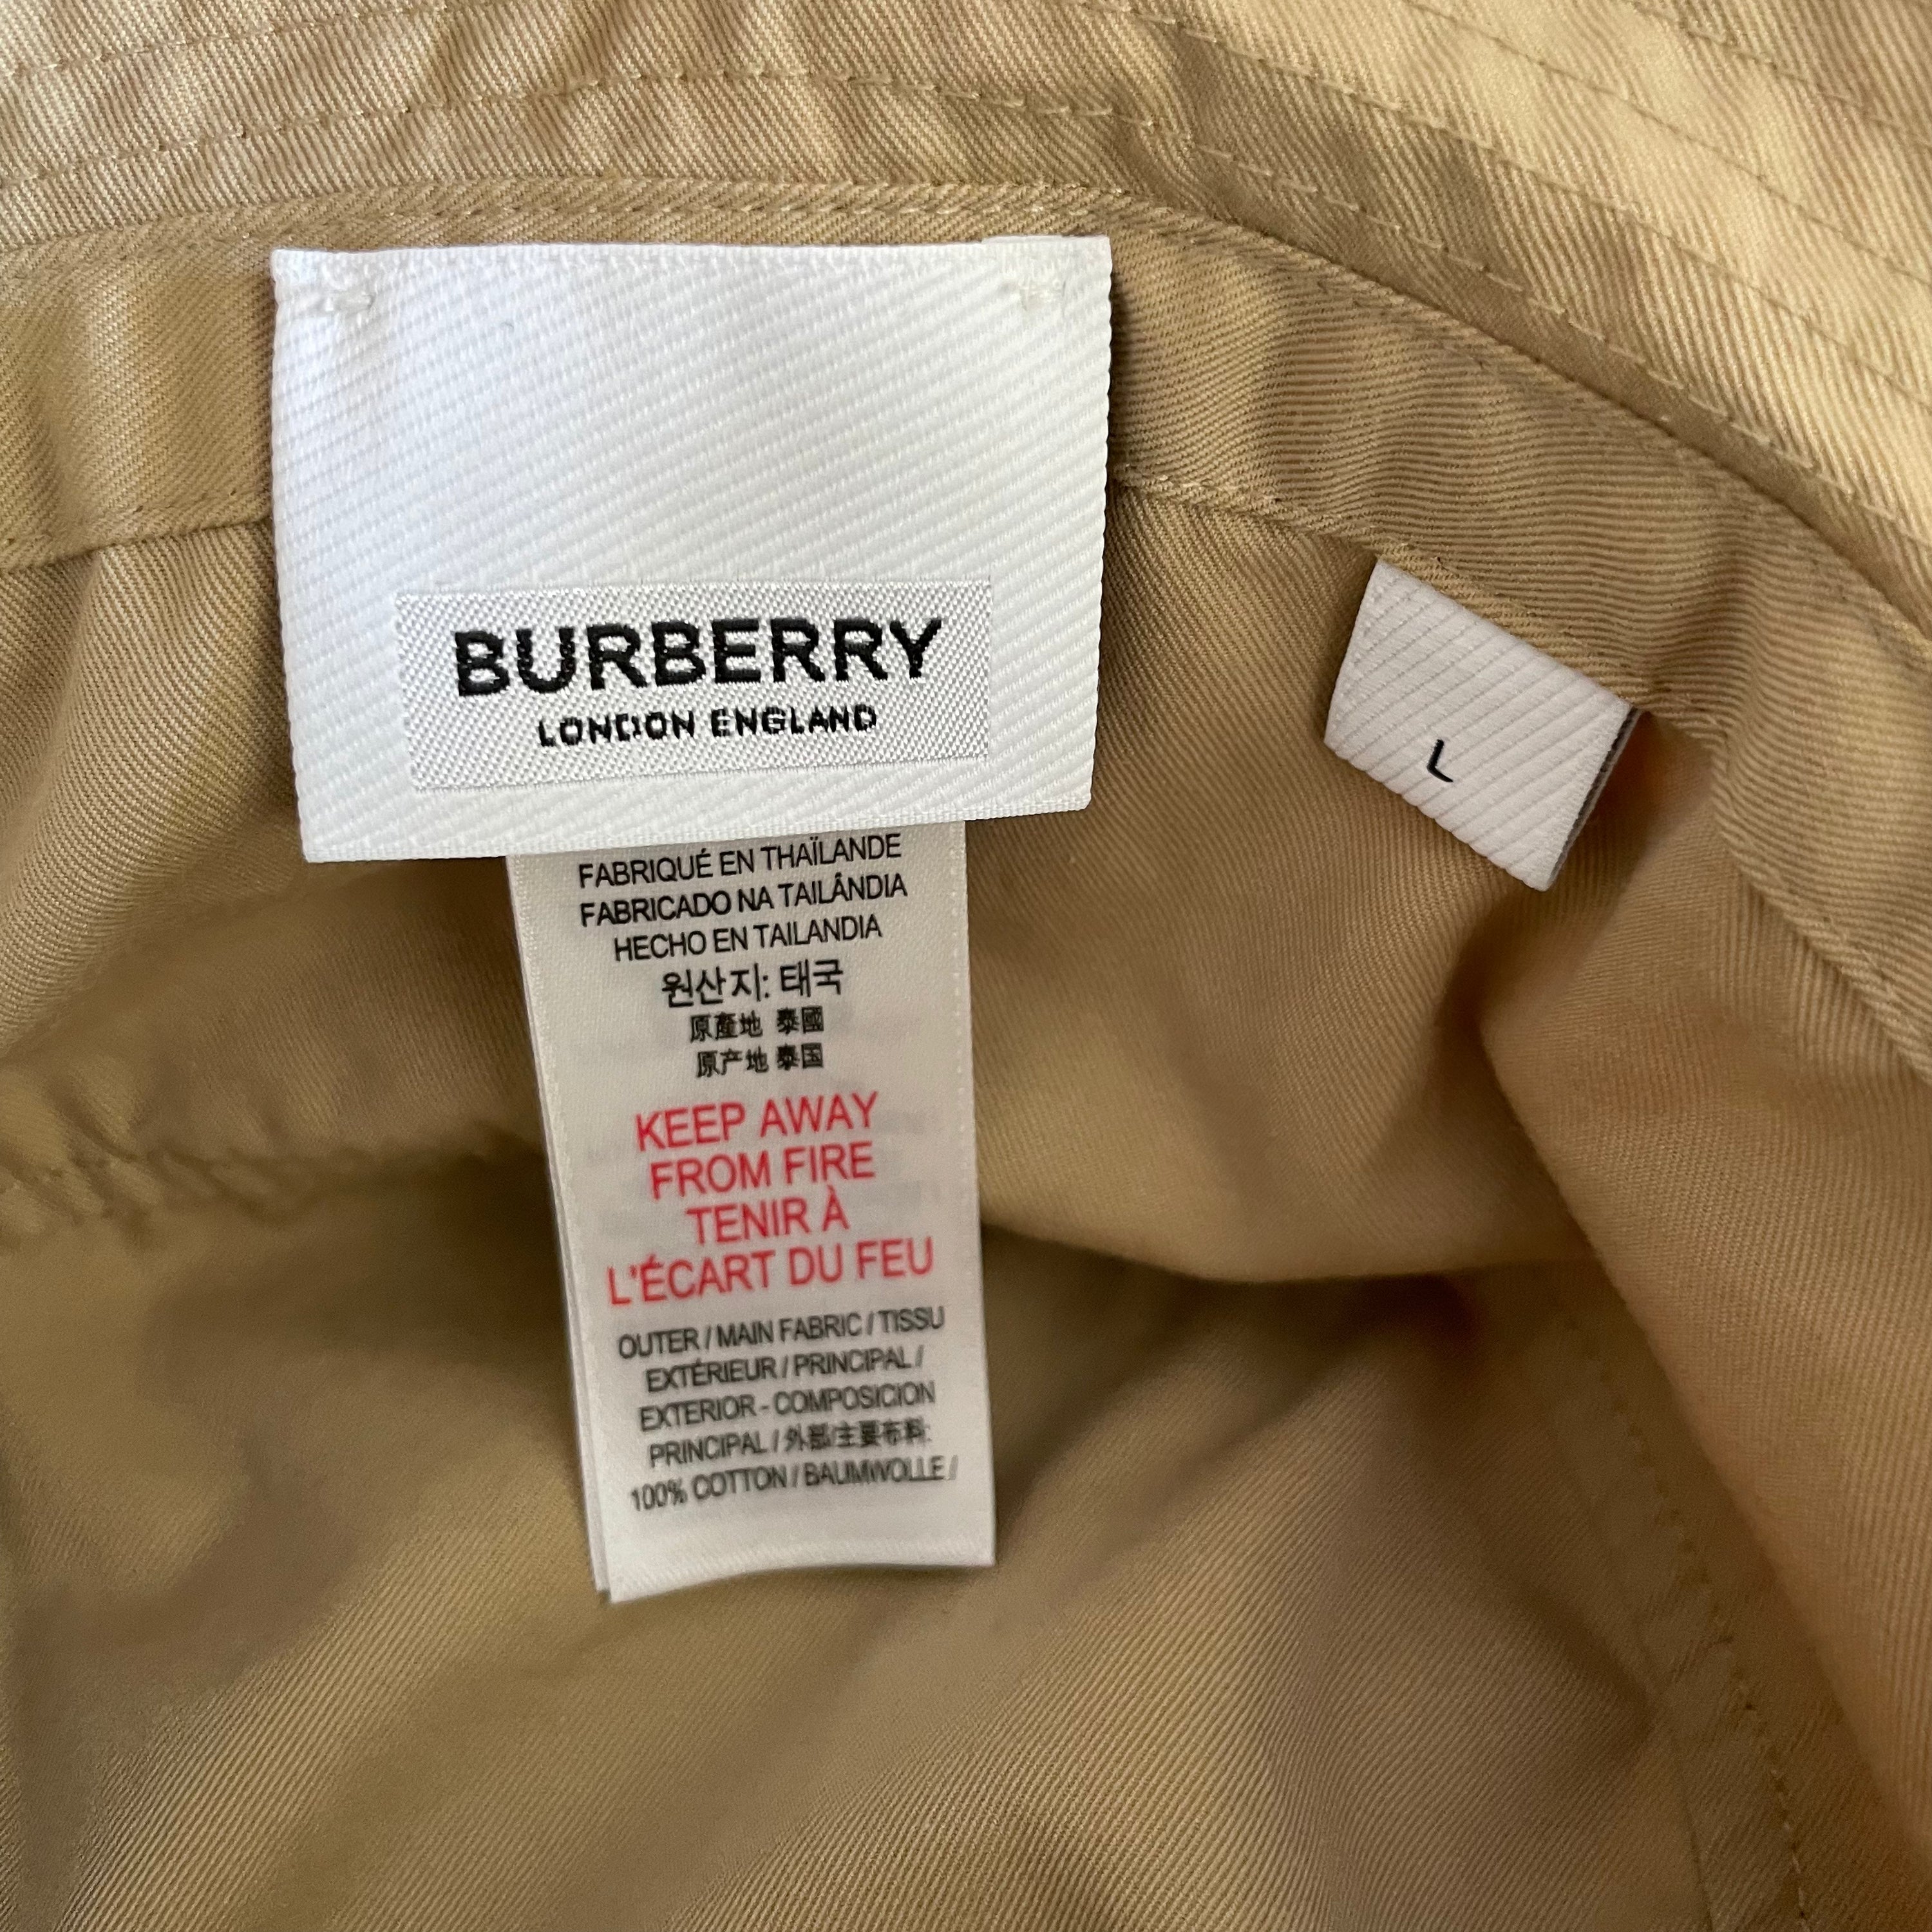 BURBERRY
LONDON ENGLAND
L
FABRIQUÉ EN THAÏLANDE
FABRICADO NA TAILÂNDIA
HECHO EN TAILANDIA
원산지: 태국
原產地 泰國
原产地 泰国
KEEP AWAY
FROM FIRE
TENIR À
L'ÉCART DU FEU
OUTER / MAIN FABRIC / TISSU
EXTÉRIEUR / PRINCIPAL /
EXTERIOR - COMPOSICION
PRINCIPAL / 外部/主要布料:
100% COTTON / BAUMWOLLE /